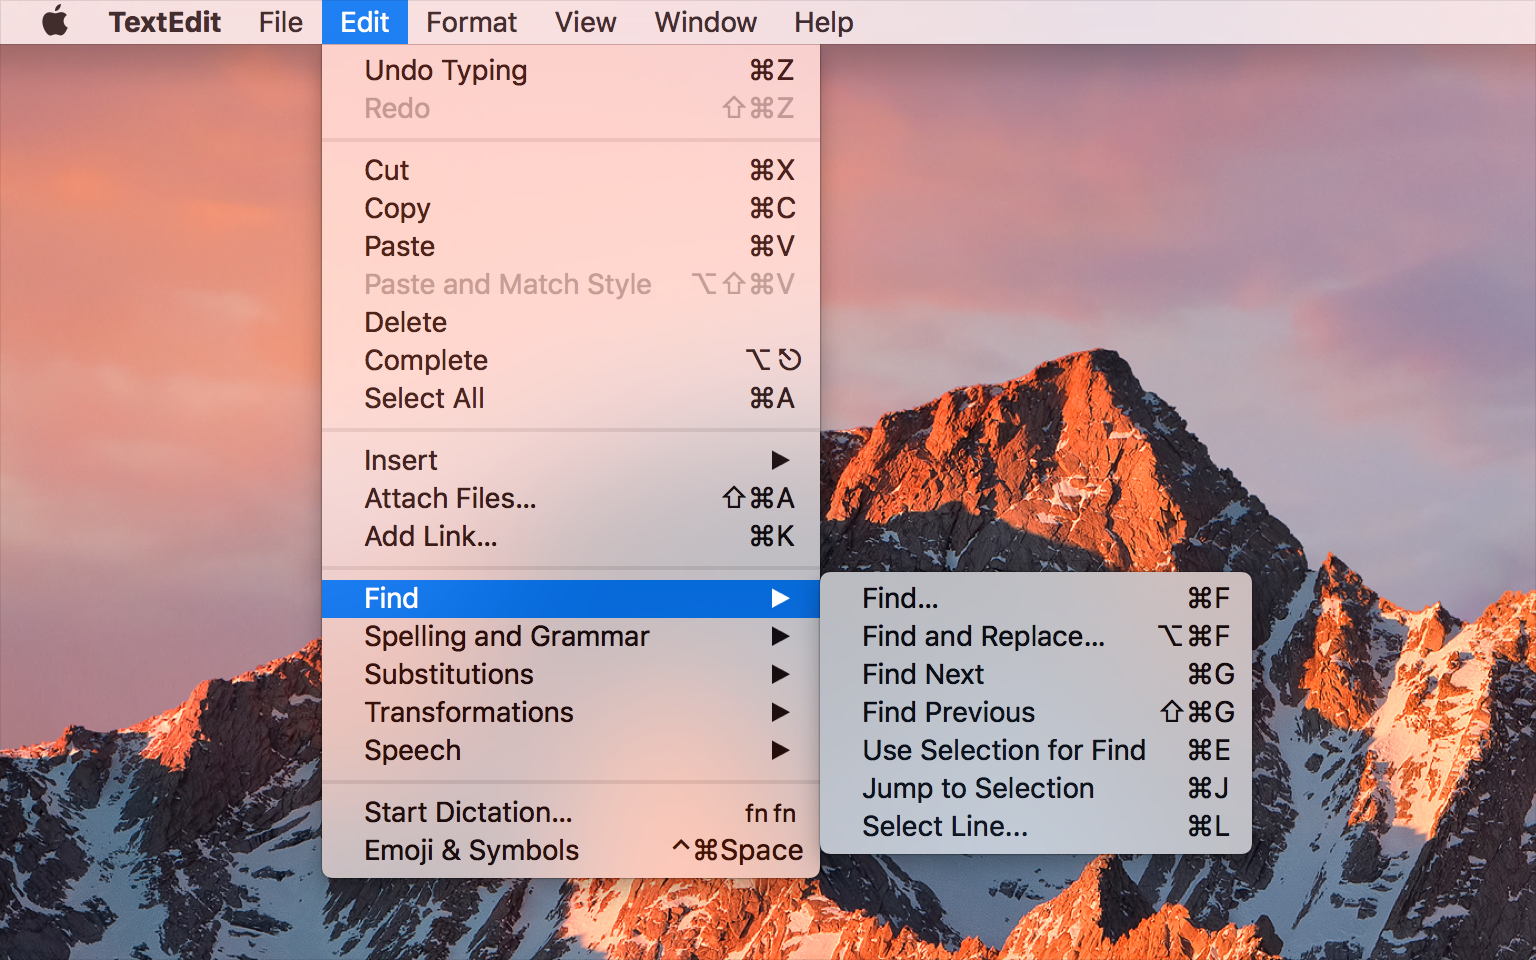 TextEdit File Edit Format View Window Help
Undo Typing ⌘Z
Redo ⇧⌘Z
Cut ⌘X
Copy ⌘C
Paste ⌘V
Paste and Match Style ⌥⇧⌘V
Delete
Complete ⌥⎋
Select All ⌘A
Insert ▶
Attach Files... ⇧⌘A
Add Link... ⌘K
Find ▶
Spelling and Grammar ▶
Substitutions ▶
Transformations ▶
Speech ▶
Start Dictation... fn fn
Emoji & Symbols ^⌘Space
Find... ⌘F
Find and Replace... ⌥⌘F
Find Next ⌘G
Find Previous ⇧⌘G
Use Selection for Find ⌘E
Jump to Selection ⌘J
Select Line... ⌘L